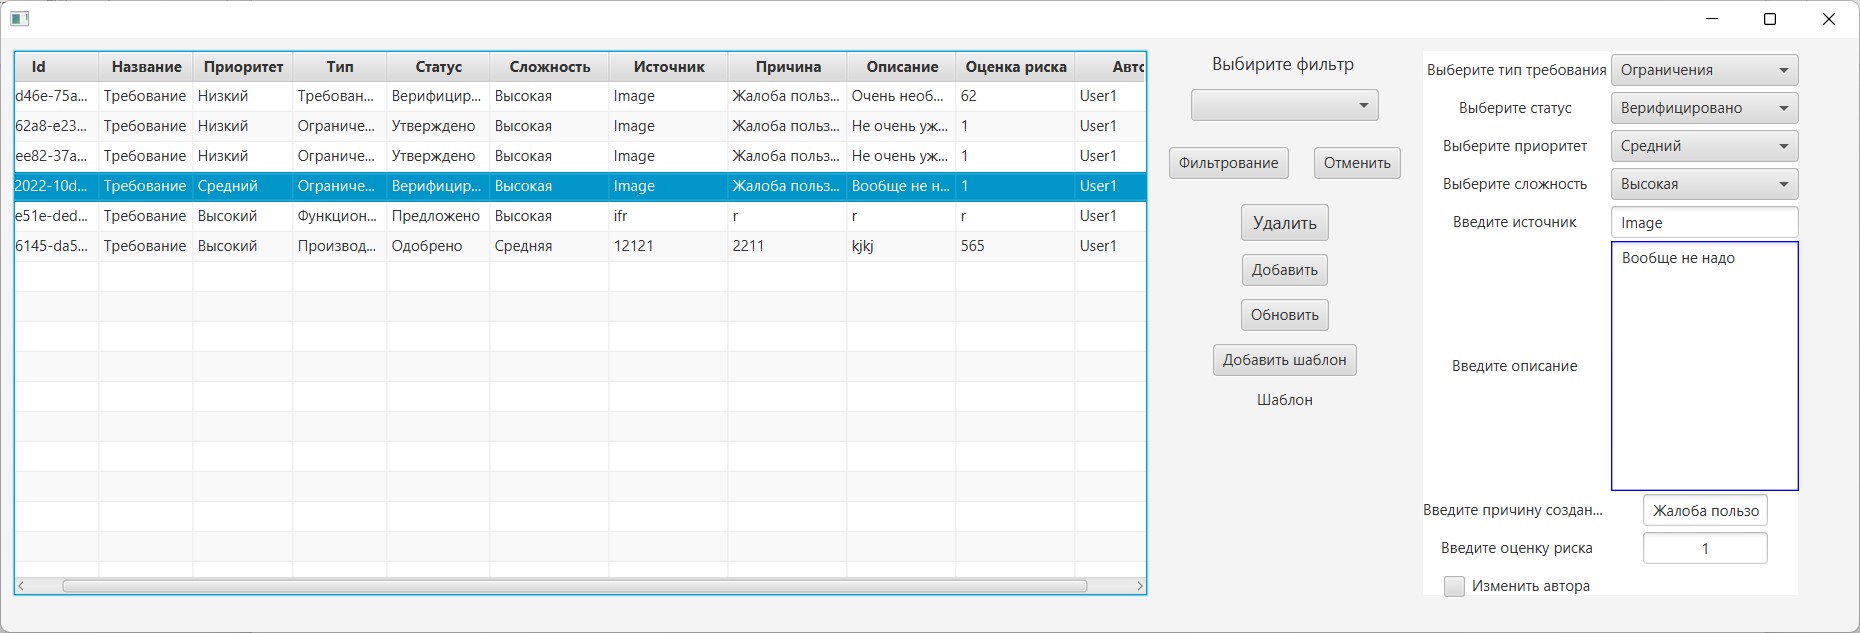 Id Название Приоритет Тип Статус Сложность Источник Причина Описание Оценка риска Автс
d46e-75a... Требование Низкий Требован... Верифицир... Высокая Image Жалоба польз... Очень необ... 62 User1
62a8-e23... Требование Низкий Ограниче... Утверждено Высокая Image Жалоба польз... Не очень уж... 1 User1
ee82-37a... Требование Низкий Ограниче... Утверждено Высокая Image Жалоба польз... Не очень уж... 1 User1
2022-10d... Требование Средний Ограниче... Верифицир... Высокая Image Жалоба польз... Вообще не н... 1 User1
e51e-ded... Требование Высокий Функцион... Предложено Высокая ifr r r r User1
6145-da5... Требование Высокий Производ... Одобрено Средняя 12121 2211 kjkj 565 User1
Выбирите фильтр
Фильтрование Отменить
Удалить
Добавить
Обновить
Добавить шаблон
Шаблон
Выберите тип требования Ограничения
Выберите статус Верифицировано
Выберите приоритет Средний
Выберите сложность Высокая
Введите источник Image
Введите описание Вообще не надо
Введите причину создан... Жалоба пользо
Введите оценку риска 1
Изменить автора